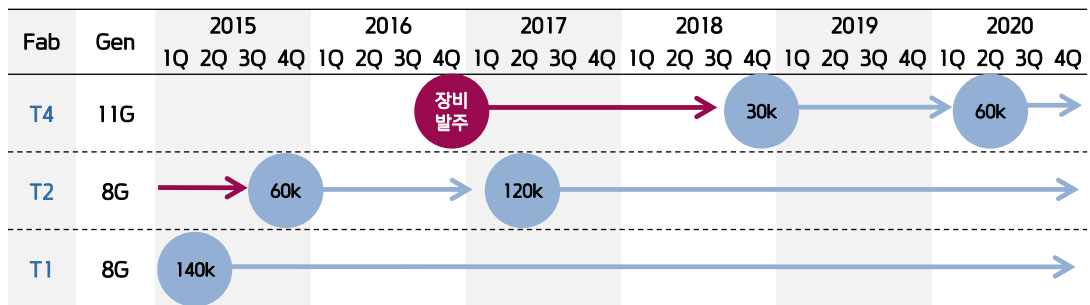 Fab Gen 2015 2016 2017 2018 2019 2020
1Q 2Q 3Q 4Q 1Q 2Q 3Q 4Q 1Q 2Q 3Q 4Q 1Q 2Q 3Q 4Q 1Q 2Q 3Q 4Q 1Q 2Q 3Q 4Q
T4 11G 장비 발주 30k 60k
T2 8G 60k 120k
T1 8G 140k